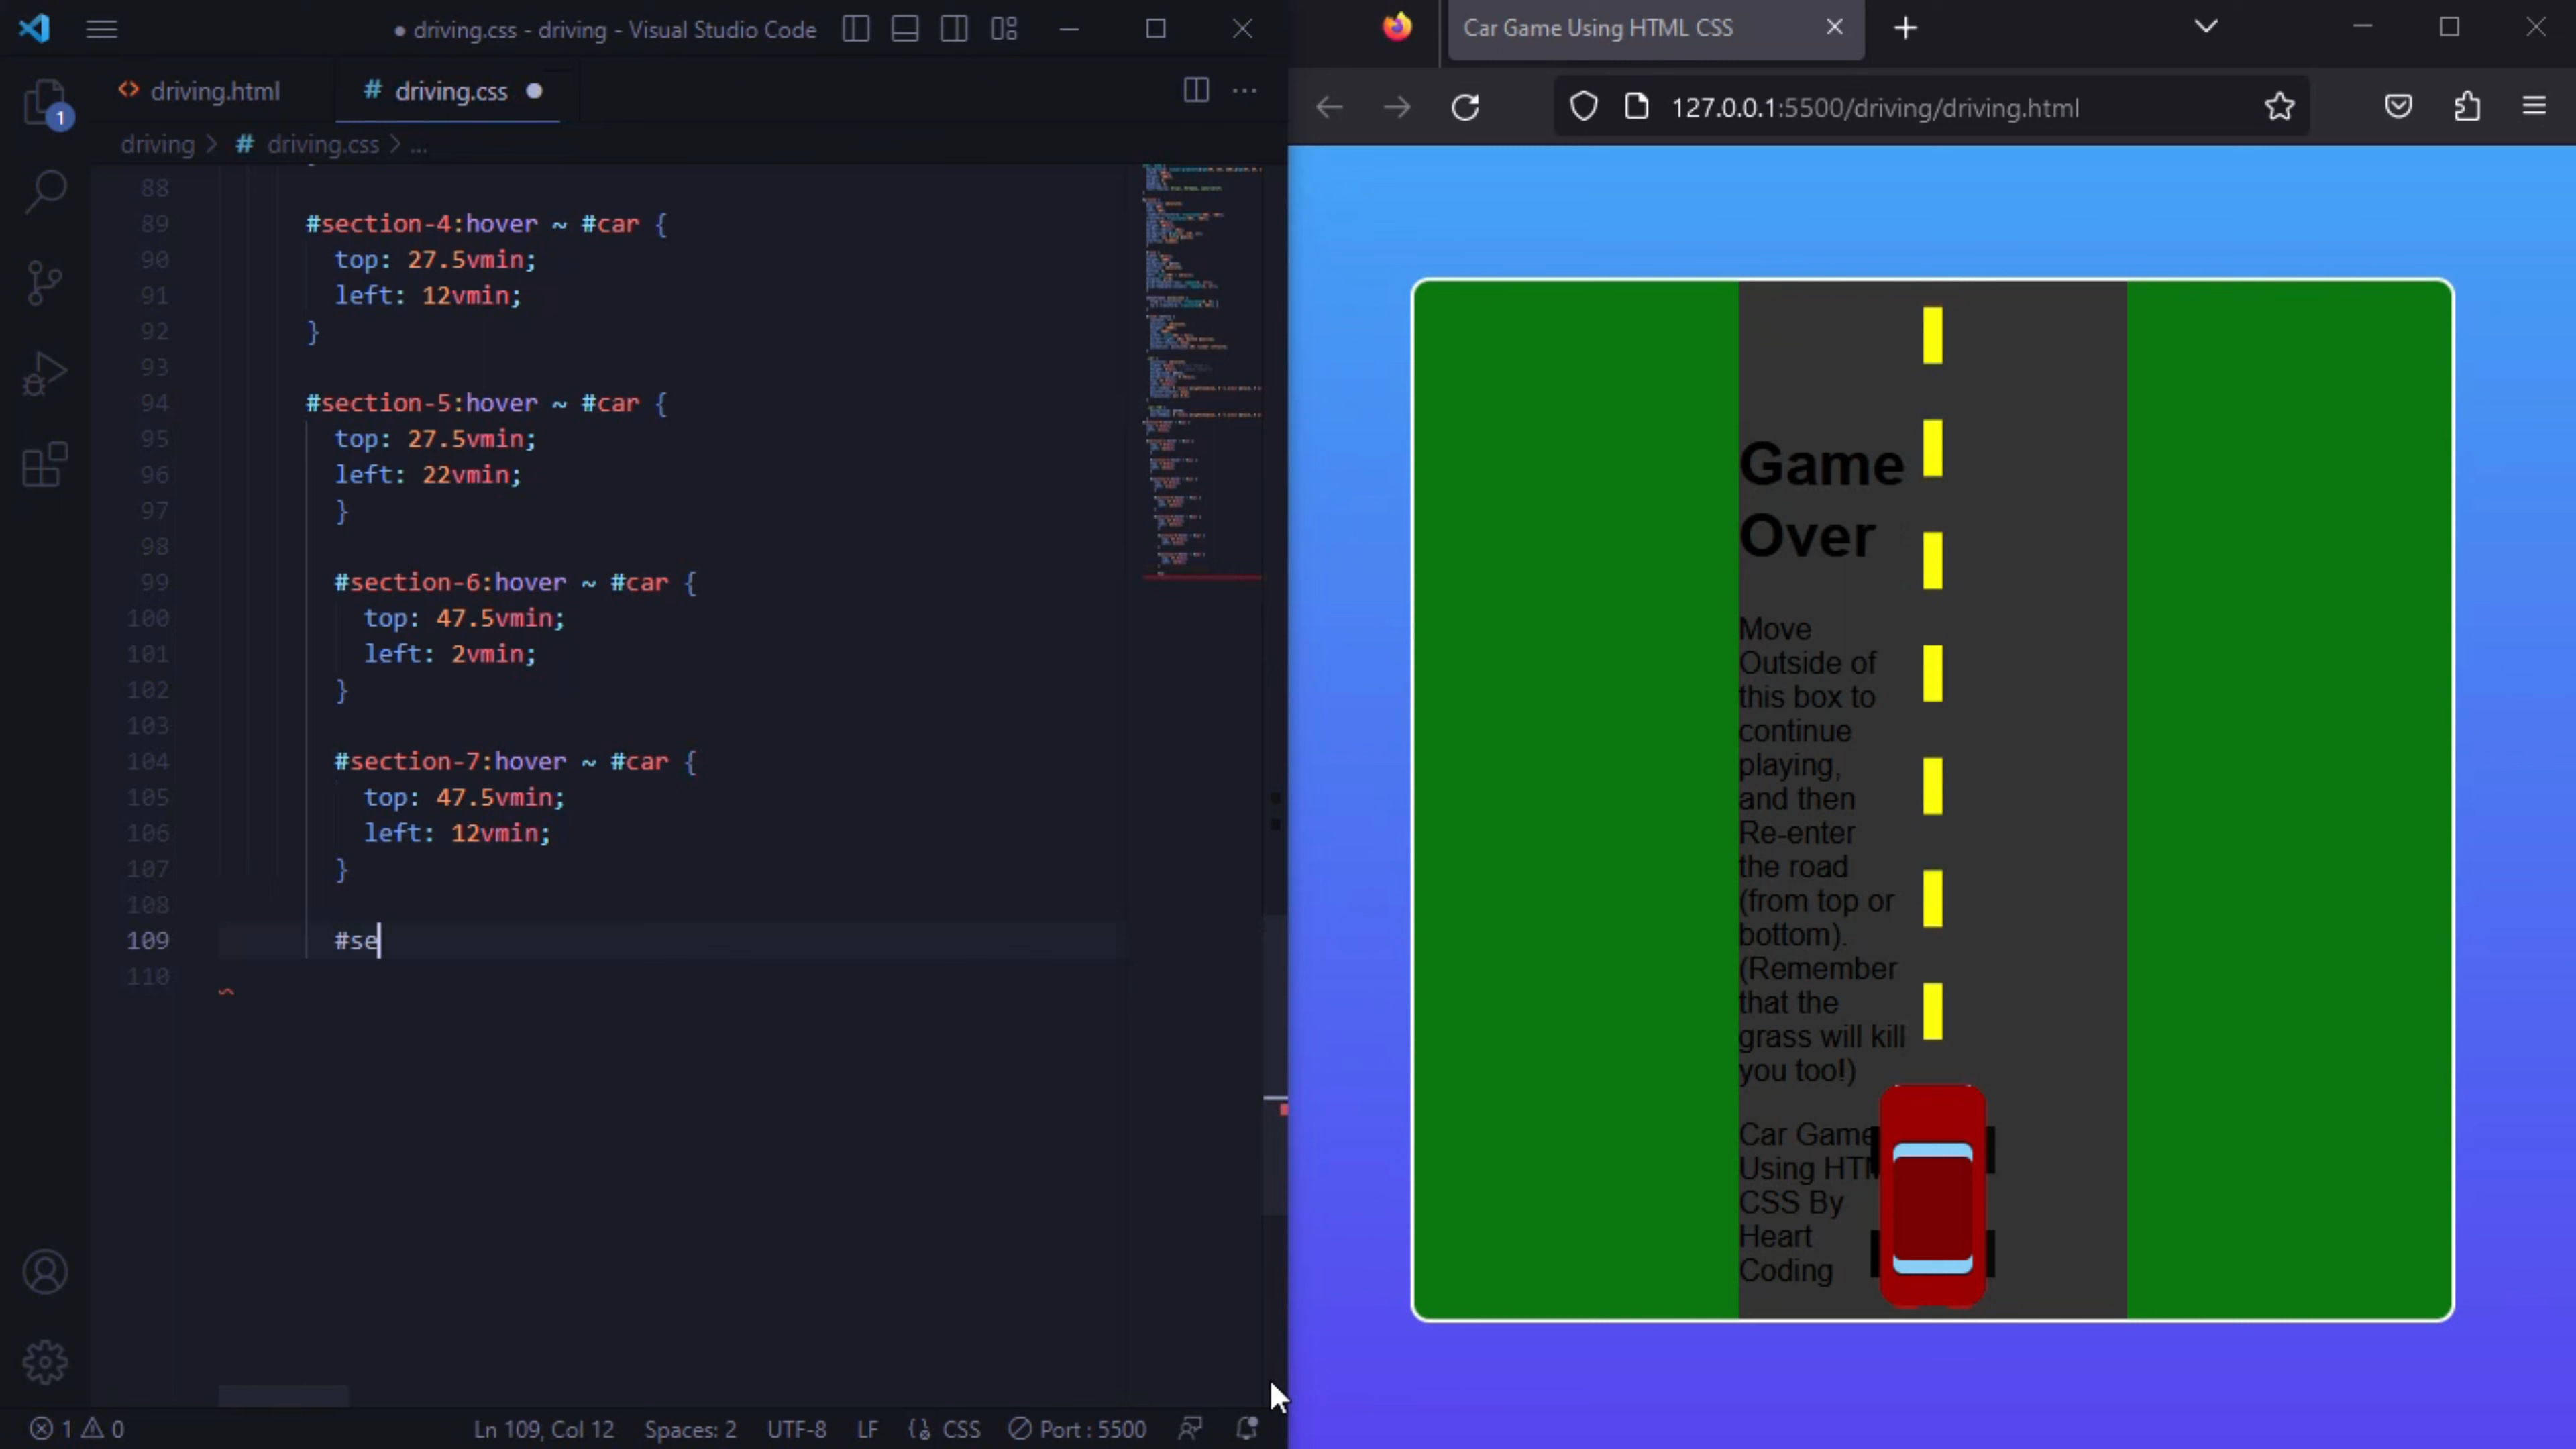 driving.css - driving - Visual Studio Code
driving.html
driving.css
1
driving > # driving.css > ...
88
89 #section-4:hover ~ #car {
90 top: 27.5vmin;
91 left: 12vmin;
92 }
93
94 #section-5:hover ~ #car {
95 top: 27.5vmin;
96 left: 22vmin;
97 }
98
99 #section-6:hover ~ #car {
100 top: 47.5vmin;
101 left: 2vmin;
102 }
103
104 #section-7:hover ~ #car {
105 top: 47.5vmin;
106 left: 12vmin;
107 }
108
109 #se
110
1 0 Ln 109, Col 12 Spaces: 2 UTF-8 LF {} CSS Port : 5500
Car Game Using HTML CSS
127.0.0.1:5500/driving/driving.html
Game
Over
Move
Outside of
this box to
continue
playing,
and then
Re-enter
the road
(from top or
bottom).
(Remember
that the
grass will kill
you too!)
Car Game
Using HTM
CSS By
Heart
Coding